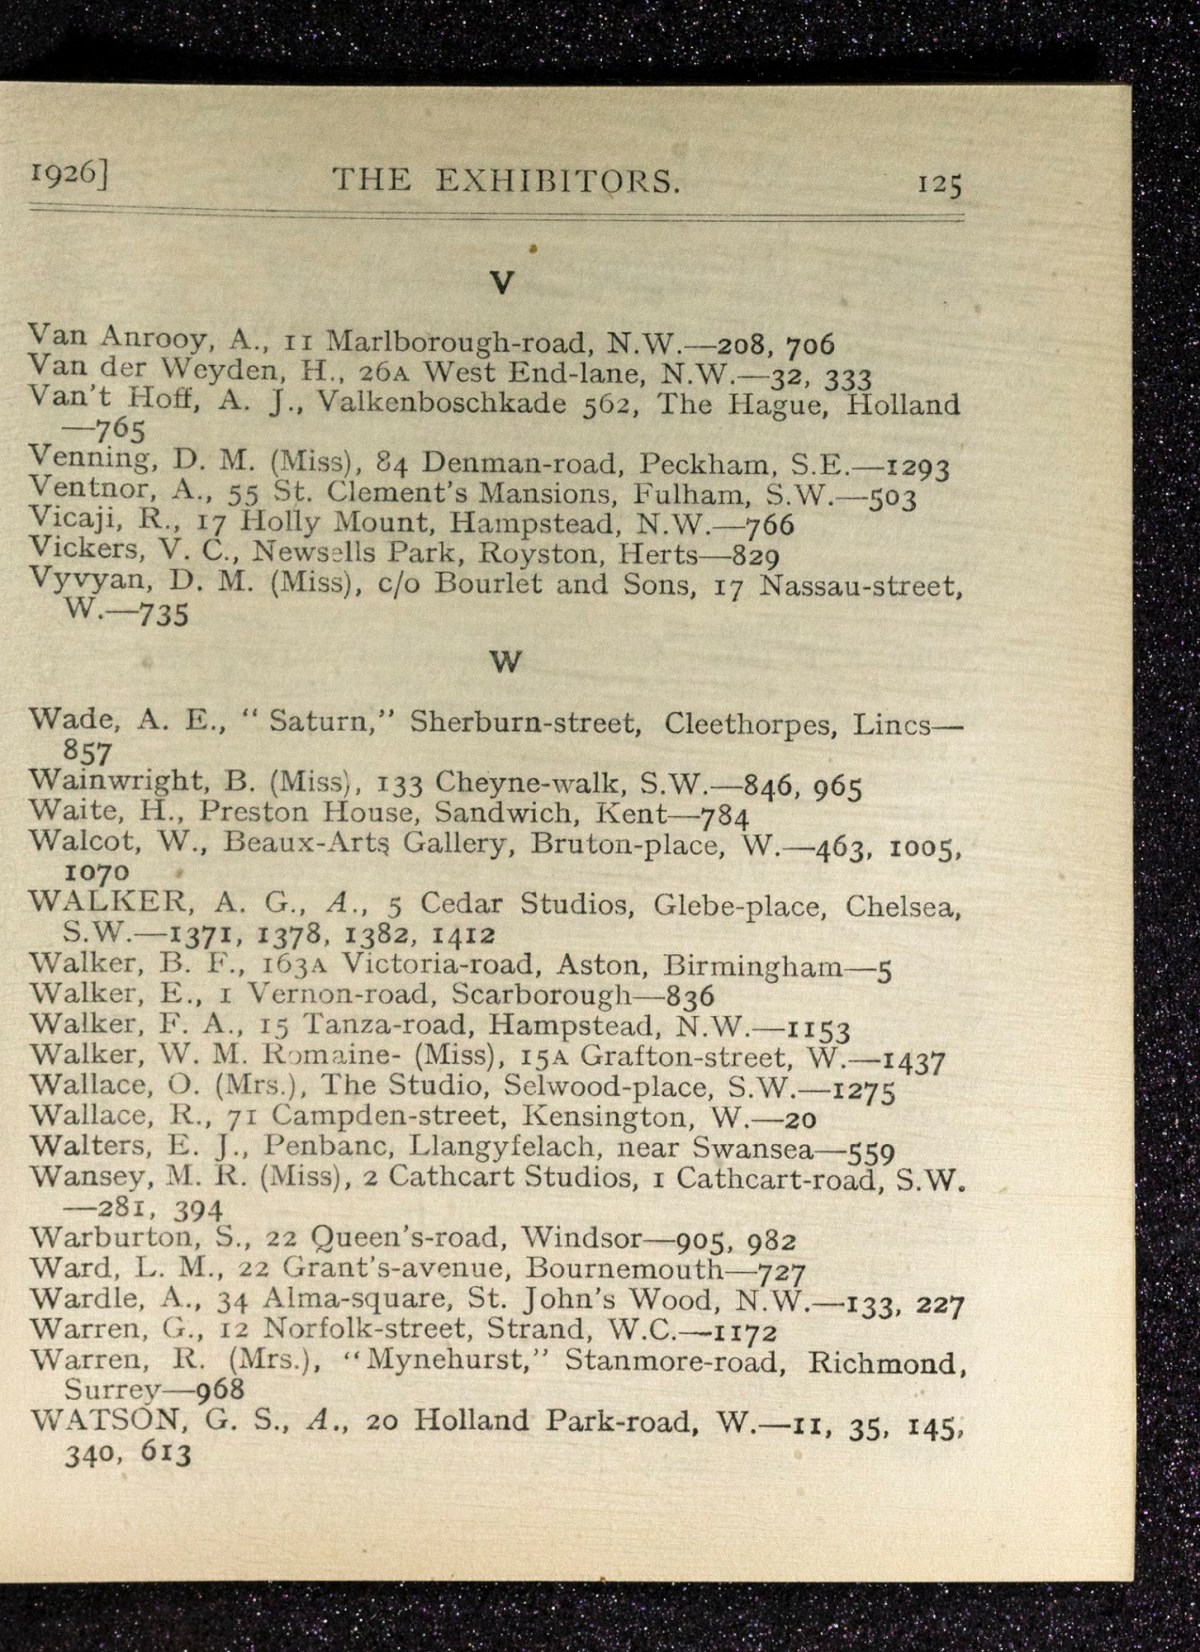 1926] THE EXHIBITORS. 125
V
Van Anrooy, A., 11 Marlborough-road, N.W.—208, 706
Van der Weyden, H., 26A West End-lane, N.W.—32, 333
Van't Hoff, A. J., Valkenboschkade 562, The Hague, Holland
—765
Venning, D. M. (Miss), 84 Denman-road, Peckham, S.E.—1293
Ventnor, A., 55 St. Clement's Mansions, Fulham, S.W.—503
Vicaji, R., 17 Holly Mount, Hampstead, N.W.—766
Vickers, V. C., Newsells Park, Royston, Herts—829
Vyvyan, D. M. (Miss), c/o Bourlet and Sons, 17 Nassau-street,
W.—735
W
Wade, A. E., “ Saturn,” Sherburn-street, Cleethorpes, Lincs—
857
Wainwright, B. (Miss), 133 Cheyne-walk, S.W.—846, 965
Waite, H., Preston House, Sandwich, Kent—784
Walcot, W., Beaux-Arts Gallery, Bruton-place, W.—463, 1005,
1070
WALKER, A. G., A., 5 Cedar Studios, Glebe-place, Chelsea,
S.W.—1371, 1378, 1382, 1412
Walker, B. F., 163A Victoria-road, Aston, Birmingham—5
Walker, E., 1 Vernon-road, Scarborough—836
Walker, F. A., 15 Tanza-road, Hampstead, N.W.—1153
Walker, W. M. Romaine- (Miss), 15A Grafton-street, W.—1437
Wallace, O. (Mrs.), The Studio, Selwood-place, S.W.—1275
Wallace, R., 71 Campden-street, Kensington, W.—20
Walters, E. J., Penbanc, Llangyfelach, near Swansea—559
Wansey, M. R. (Miss), 2 Cathcart Studios, 1 Cathcart-road, S.W.
—281, 394
Warburton, S., 22 Queen's-road, Windsor—905, 982
Ward, L. M., 22 Grant's-avenue, Bournemouth—727
Wardle, A., 34 Alma-square, St. John's Wood, N.W.—133, 227
Warren, G., 12 Norfolk-street, Strand, W.C.—1172
Warren, R. (Mrs.), “Mynehurst,” Stanmore-road, Richmond,
Surrey—968
WATSON, G. S., A., 20 Holland Park-road, W.—11, 35, 145,
340, 613